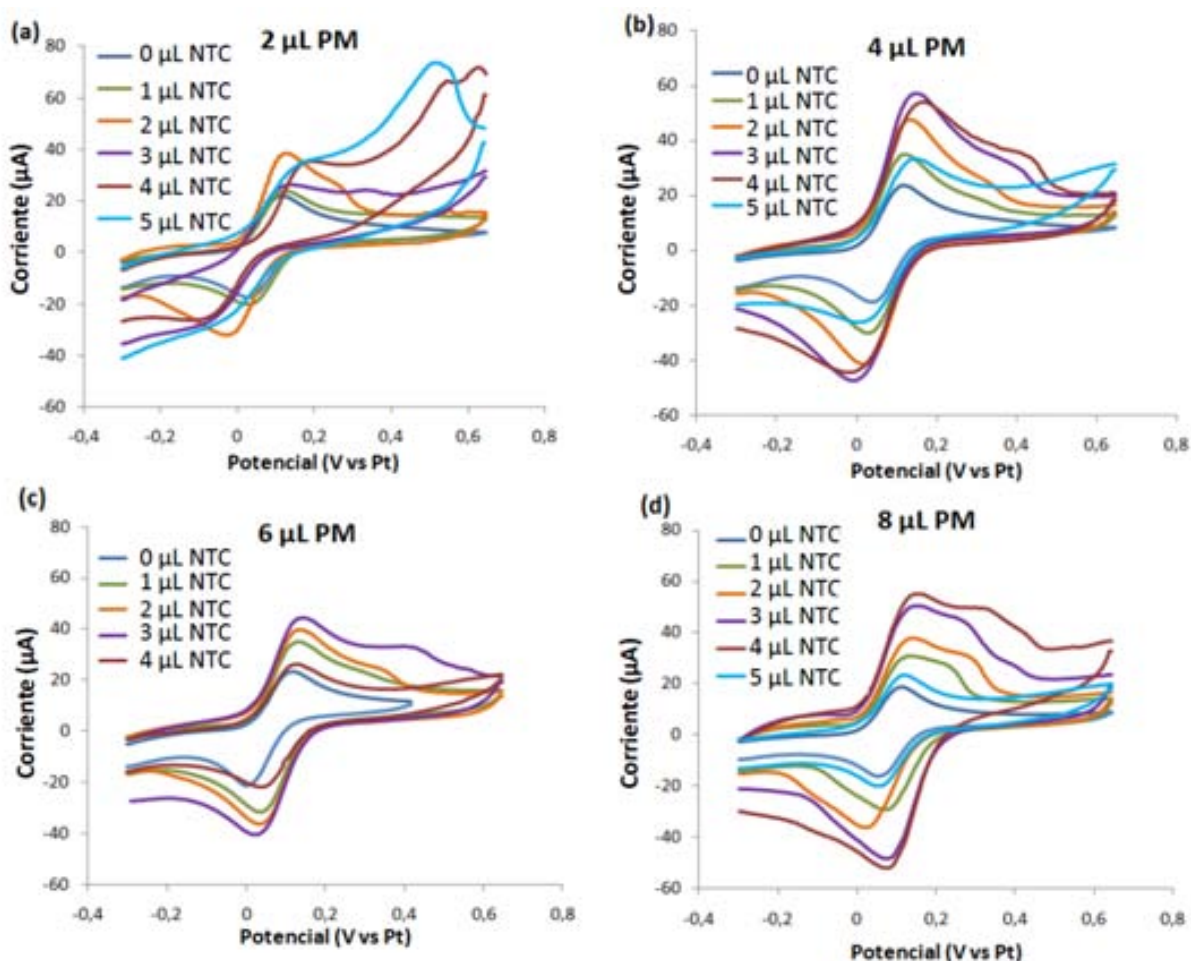 (a)
2 µL PM
80
60
40
20
0
-20
-40
-60
0 µL NTC
1 µL NTC
2 µL NTC
3 µL NTC
4 µL NTC
5 µL NTC
Corriente (µA)
-0,4 -0,2 0 0,2 0,4 0,6 0,8
Potencial (V vs Pt)
(b)
4 µL PM
80
60
40
20
0
-20
-40
-60
0 µL NTC
1 µL NTC
2 µL NTC
3 µL NTC
4 µL NTC
5 µL NTC
Corriente (µA)
-0,4 -0,2 0 0,2 0,4 0,6 0,8
Potencial (V vs Pt)
(c)
6 µL PM
80
60
40
20
0
-20
-40
-60
0 µL NTC
1 µL NTC
2 µL NTC
3 µL NTC
4 µL NTC
Corriente (µA)
-0,4 -0,2 0 0,2 0,4 0,6 0,8
Potencial (V vs Pt)
(d)
8 µL PM
80
60
40
20
0
-20
-40
-60
0 µL NTC
1 µL NTC
2 µL NTC
3 µL NTC
4 µL NTC
5 µL NTC
Corriente (µA)
-0,4 -0,2 0 0,2 0,4 0,6 0,8
Potencial (V vs Pt)